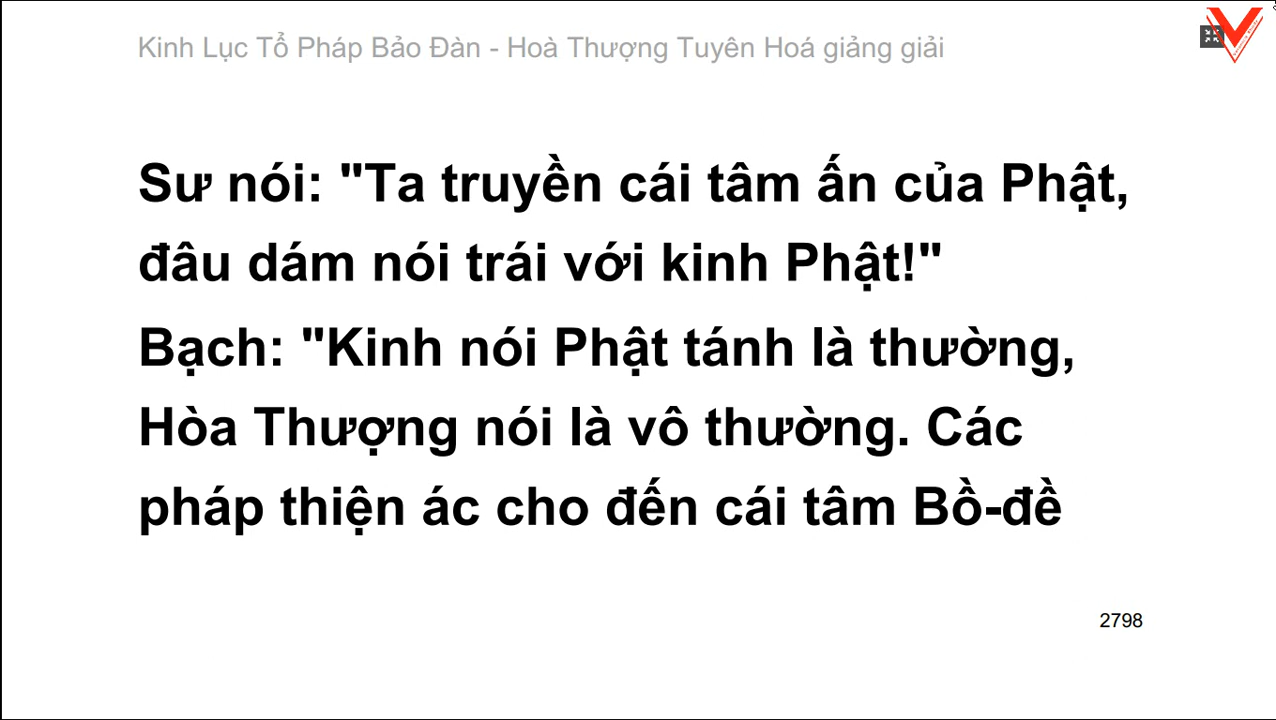 Kinh Lục Tổ Pháp Bảo Đàn - Hoà Thượng Tuyên Hoá giảng giải
Sư nói: "Ta truyền cái tâm ấn của Phật,
đâu dám nói trái với kinh Phật!"
Bạch: "Kinh nói Phật tánh là thường,
Hòa Thượng nói là vô thường. Các
pháp thiện ác cho đến cái tâm Bồ-đề
2798